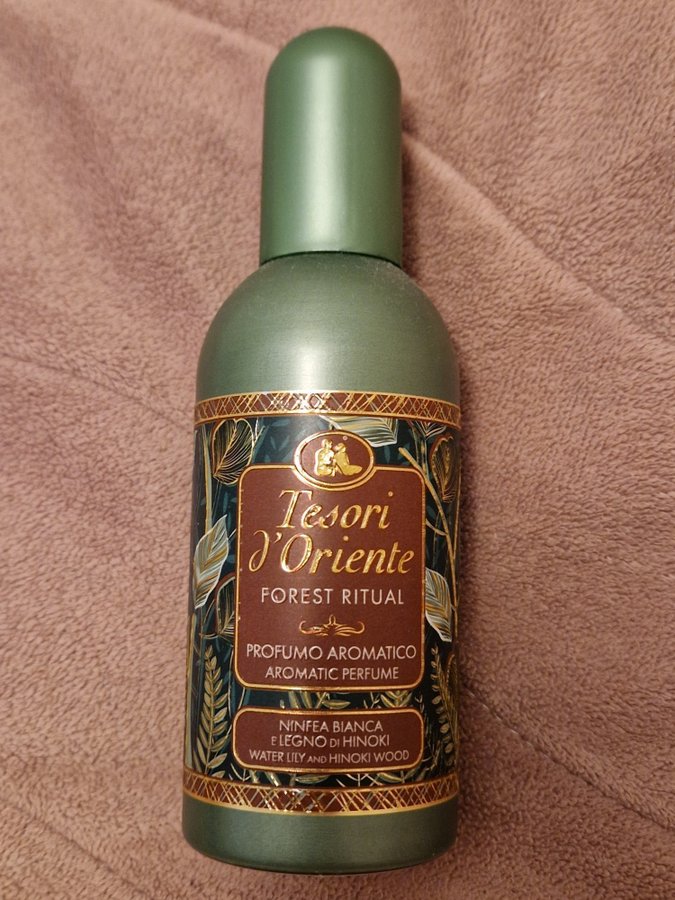 Tesori
d'Oriente
FOREST RITUAL
PROFUMO AROMATICO
AROMATIC PERFUME
NINFEA BIANCA
E LEGNO DI HINOKI
WATER LILY AND HINOKI WOOD